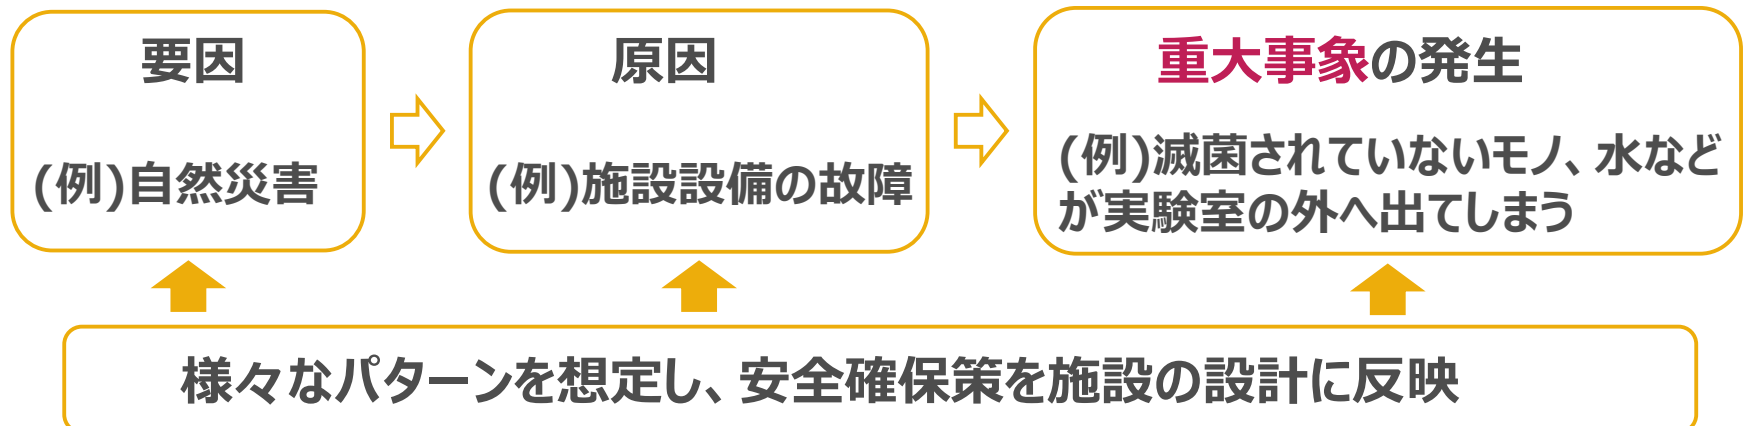 要因
(例)自然災害
原因
(例)施設設備の故障
重大事象の発生
(例)滅菌されていないモノ、水など
が実験室の外へ出てしまう
様々なパターンを想定し、安全確保策を施設の設計に反映